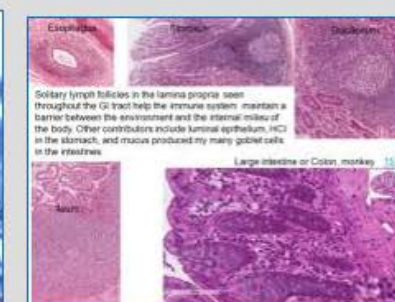 Esophagus
Stomach
Duodenum
Solitary lymph follicles in the lamina propria seen
throughout the GI tract help the immune system maintain a
barrier between the environment and the internal milieu of
the body. Other contributors include luminal epithelium, HCl
in the stomach, and mucus produced my many goblet cells
in the intestines
Large intestine or Colon, monkey
Ileum